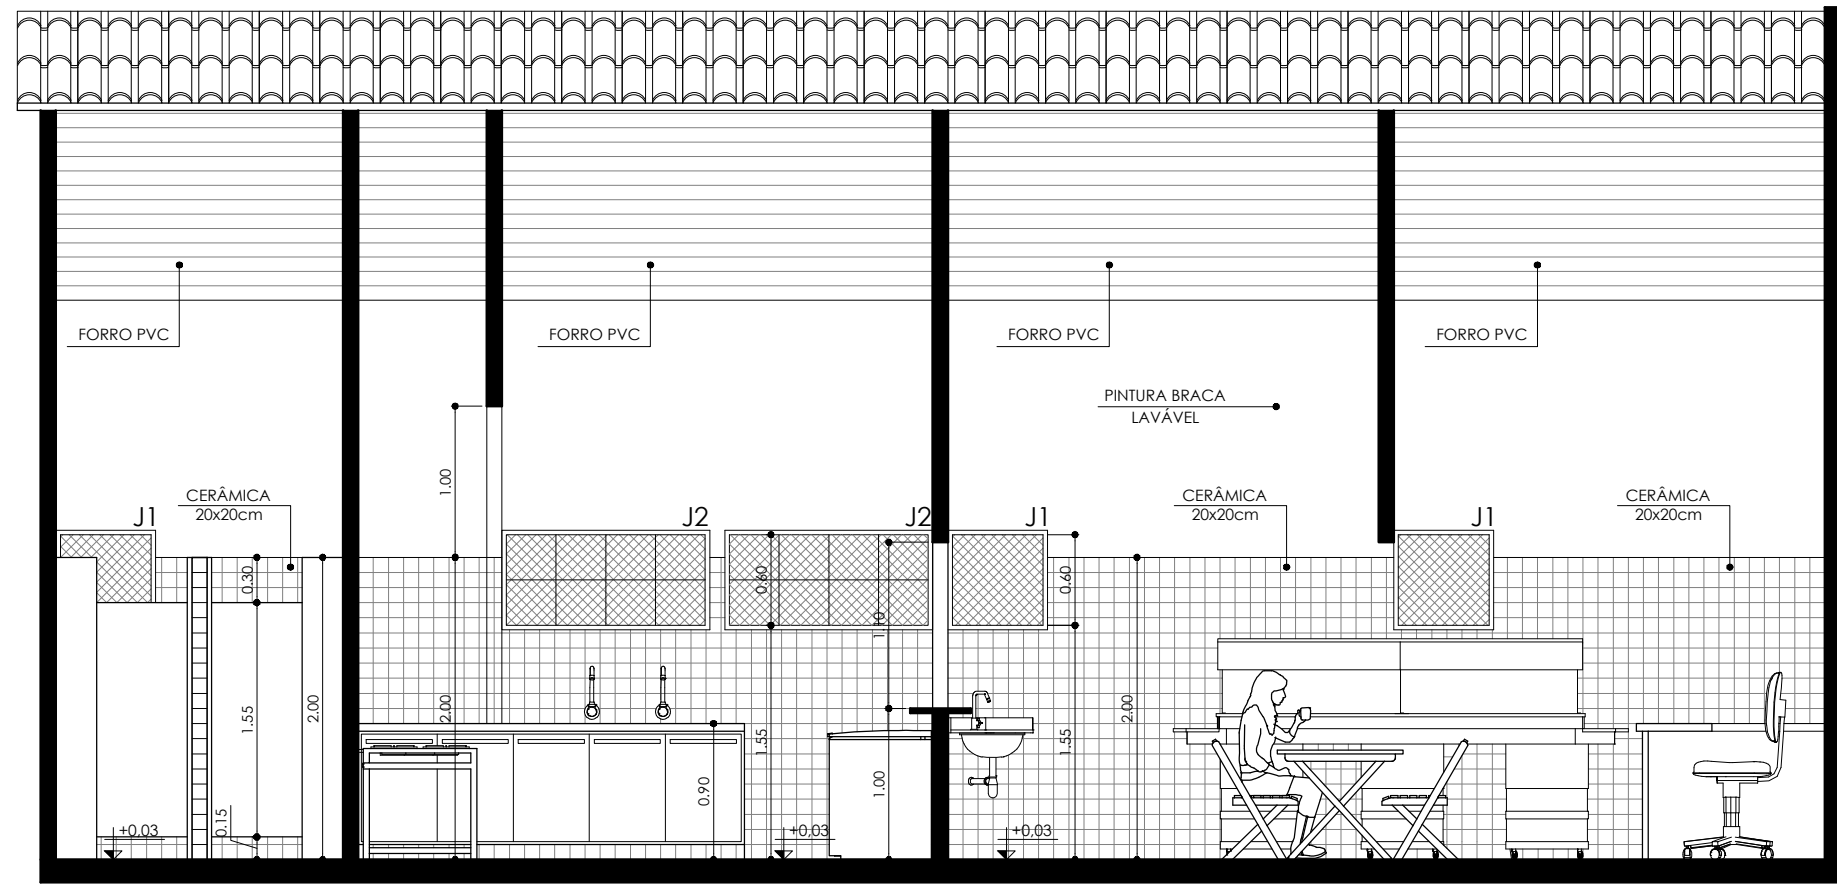 FORRO PVC
FORRO PVC
FORRO PVC
FORRO PVC
PINTURA BRACA
LAVÁVEL
1.00
CERÂMICA
20x20cm
CERÂMICA
20x20cm
CERÂMICA
20x20cm
J1
J2
J2
J1
J1
0.30
0.60
0.60
1.10
1.55
2.00
2.00
1.55
2.00
1.55
0.90
1.00
0.15
+0,03
+0,03
+0,03